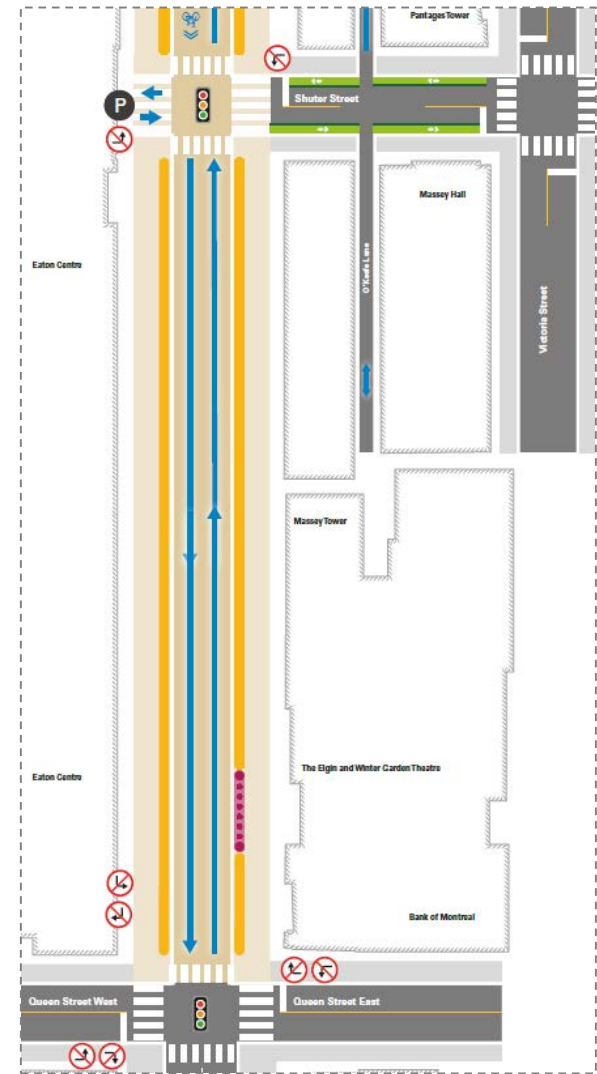 Pantages Tower
P
Shuter Street
Massey Hall
Eaton Centre
O'Keefe Lane
Victoria Street
Massey Tower
The Elgin and Winter Garden Theatre
Eaton Centre
Bank of Montreal
Queen Street West
Queen Street East